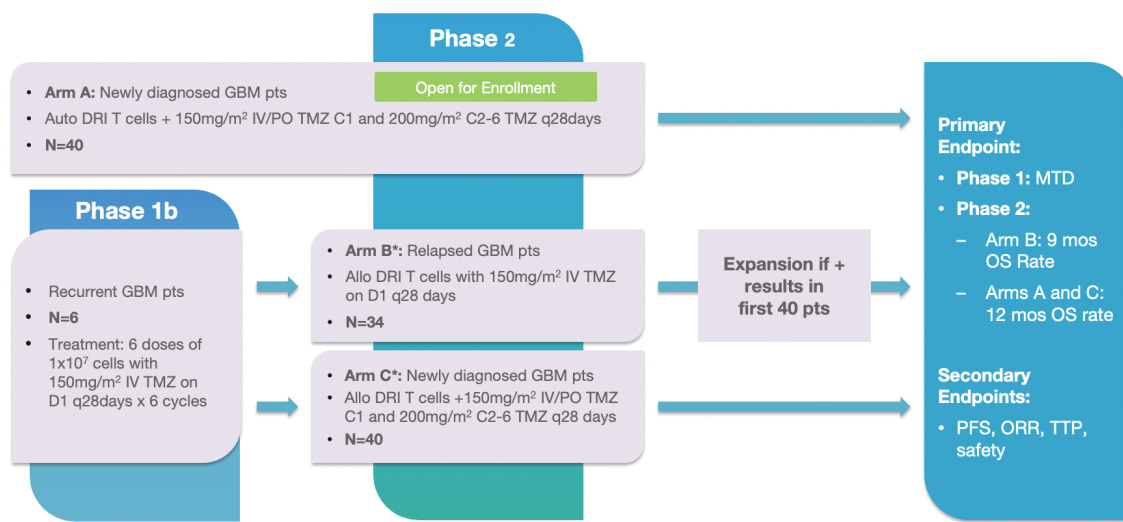 Phase 2
Open for Enrollment
• Arm A: Newly diagnosed GBM pts
• Auto DRI T cells + 150mg/m² IV/PO TMZ C1 and 200mg/m² C2-6 TMZ q28days
• N=40
Phase 1b
• Recurrent GBM pts
• N=6
• Treatment: 6 doses of
1x10⁷ cells with
150mg/m² IV TMZ on
D1 q28days x 6 cycles
• Arm B*: Relapsed GBM pts
• Allo DRI T cells with 150mg/m² IV TMZ
on D1 q28 days
• N=34
• Arm C*: Newly diagnosed GBM pts
• Allo DRI T cells +150mg/m² IV/PO TMZ
C1 and 200mg/m² C2-6 TMZ q28 days
• N=40
Expansion if +
results in
first 40 pts
Primary
Endpoint:
• Phase 1: MTD
• Phase 2:
– Arm B: 9 mos
OS Rate
– Arms A and C:
12 mos OS rate
Secondary
Endpoints:
• PFS, ORR, TTP,
safety